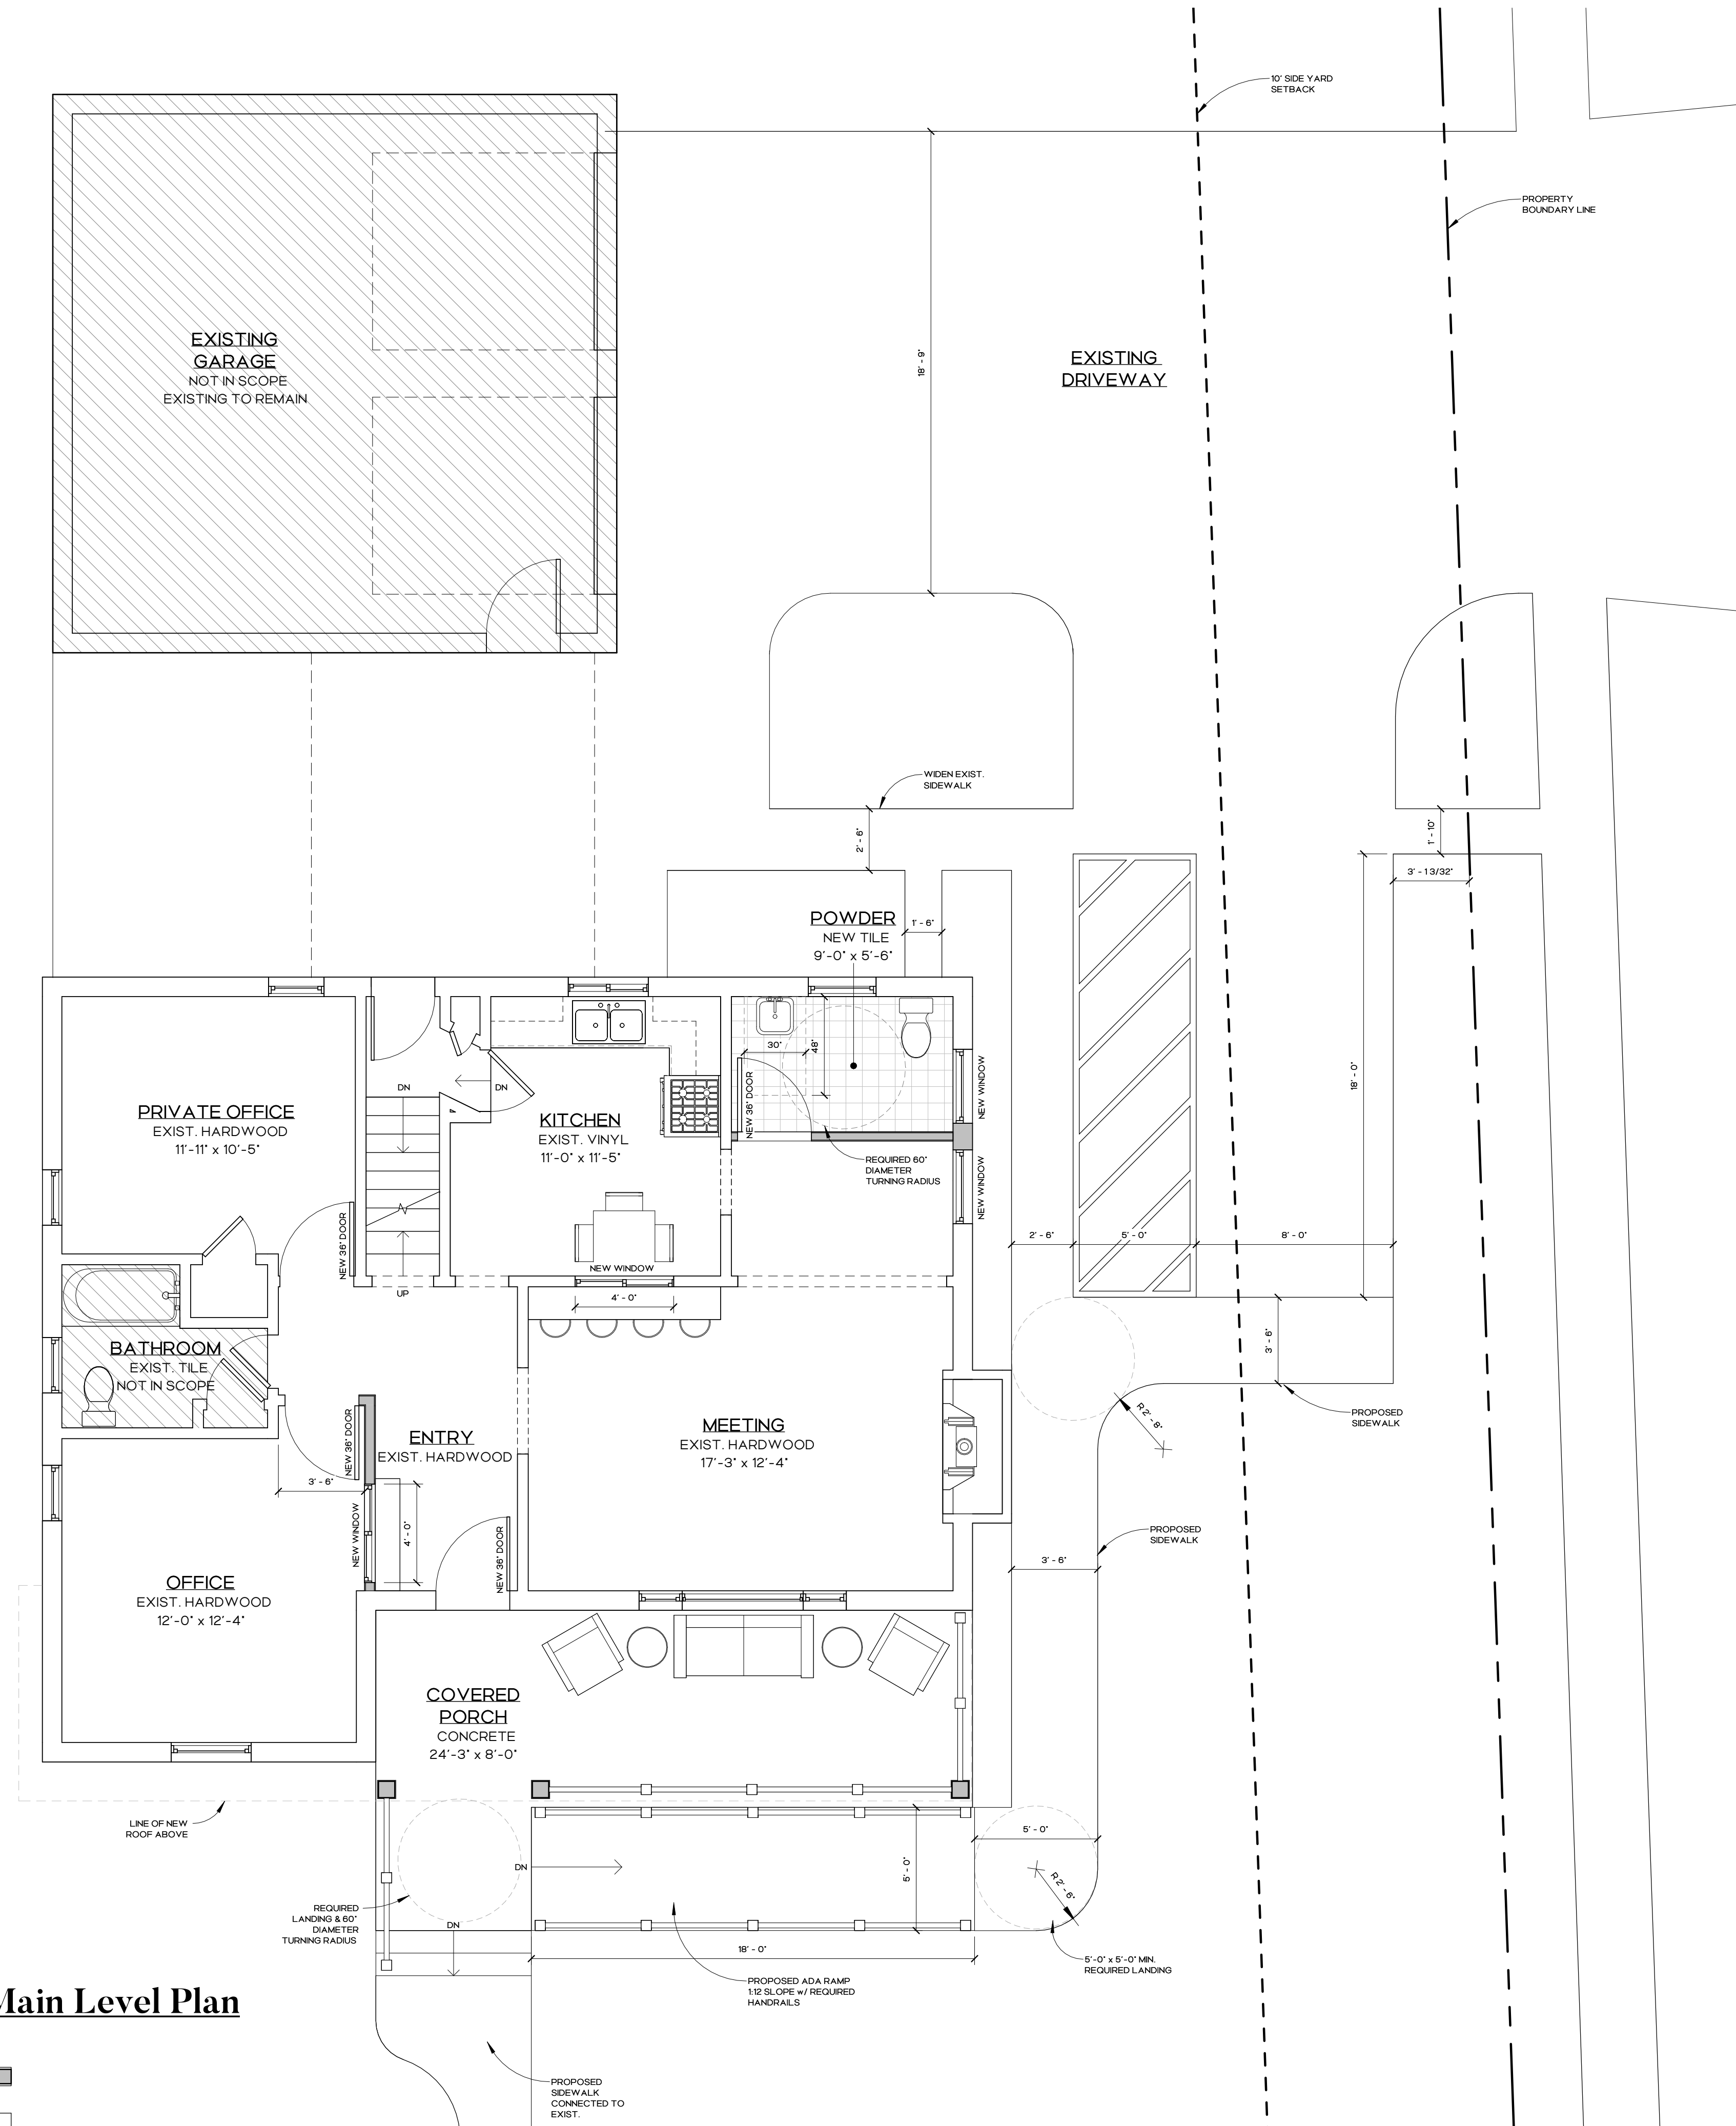 10' SIDE YARD
SETBACK
PROPERTY
BOUNDARY LINE
EXISTING
GARAGE
NOT IN SCOPE
EXISTING TO REMAIN
18' - 9"
EXISTING
DRIVEWAY
WIDEN EXIST.
SIDEWALK
2' - 6"
1' - 10"
3' - 1 3/32"
POWDER
NEW TILE
9'-0" x 5'-6"
1' - 6"
30"
48"
NEW 36" DOOR
NEW WINDOW
NEW WINDOW
DN
DN
PRIVATE OFFICE
EXIST. HARDWOOD
11'-11" x 10'-5"
KITCHEN
EXIST. VINYL
11'-0" x 11'-5"
REQUIRED 60"
DIAMETER
TURNING RADIUS
18' - 0"
NEW 36" DOOR
2' - 6"
5' - 0"
8' - 0"
NEW WINDOW
UP
4' - 0"
3' - 6"
BATHROOM
EXIST. TILE
NOT IN SCOPE
NEW 36" DOOR
ENTRY
EXIST. HARDWOOD
MEETING
EXIST. HARDWOOD
17'-3" x 12'-4"
R 2' - 8"
PROPOSED
SIDEWALK
3' - 6"
NEW WINDOW
4' - 0"
NEW 36" DOOR
PROPOSED
SIDEWALK
3' - 6"
OFFICE
EXIST. HARDWOOD
12'-0" x 12'-4"
COVERED
PORCH
CONCRETE
24'-3" x 8'-0"
LINE OF NEW
ROOF ABOVE
DN
5' - 0"
5' - 0"
R 2' - 6"
REQUIRED
LANDING & 60"
DIAMETER
TURNING RADIUS
DN
18' - 0"
5'-0" x 5'-0" MIN.
REQUIRED LANDING
PROPOSED ADA RAMP
1:12 SLOPE w/ REQUIRED
HANDRAILS
Main Level Plan
PROPOSED
SIDEWALK
CONNECTED TO
EXIST.